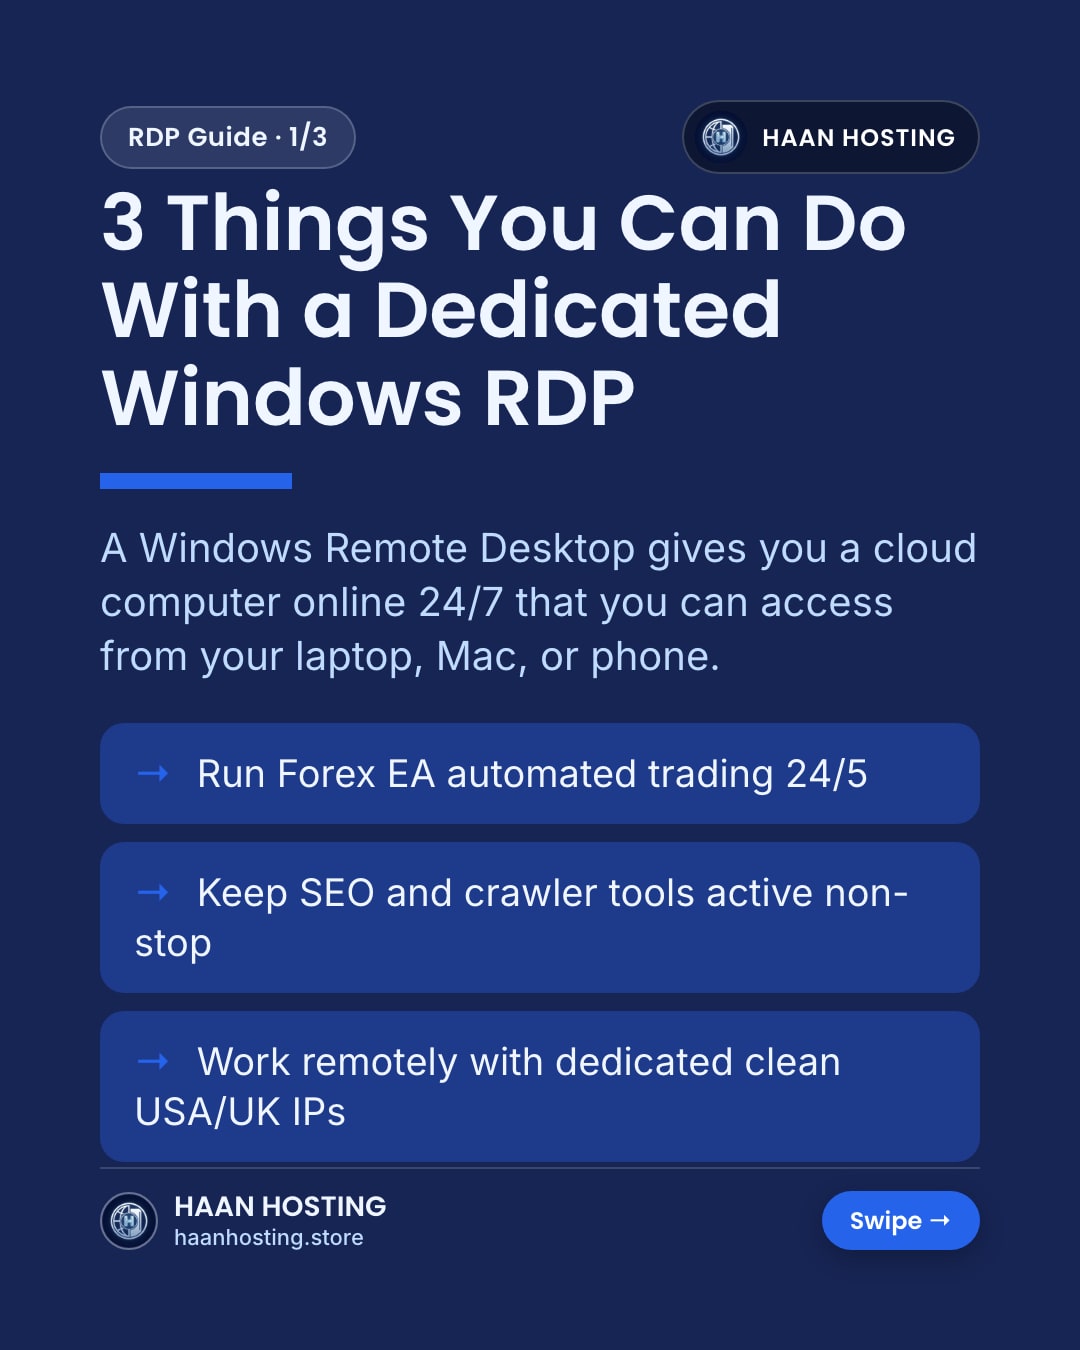 RDP Guide · 1/3
HAAN HOSTING
3 Things You Can Do
With a Dedicated
Windows RDP
A Windows Remote Desktop gives you a cloud
computer online 24/7 that you can access
from your laptop, Mac, or phone.
→ Run Forex EA automated trading 24/5
→ Keep SEO and crawler tools active non-
stop
→ Work remotely with dedicated clean
USA/UK IPs
HAAN HOSTING
haanhosting.store
Swipe →